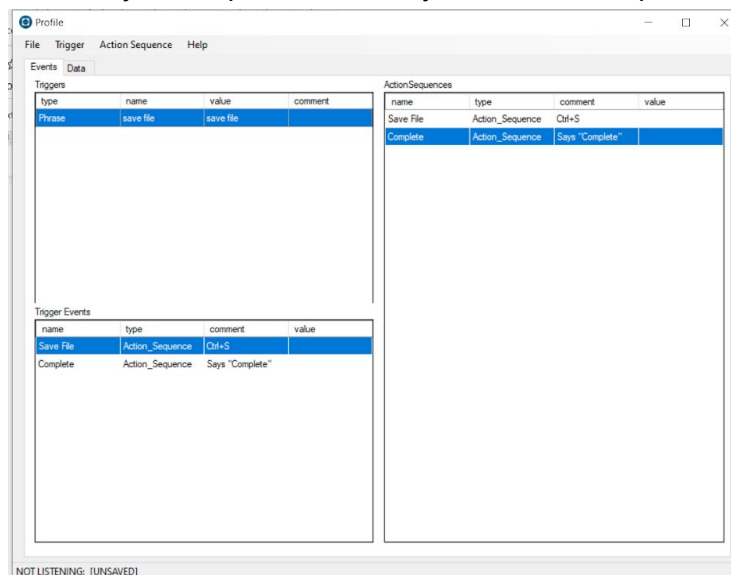 Profile
File Trigger Action Sequence Help
Events Data
Triggers
type name value comment
Phrase save file save file
Trigger Events
name type comment value
Save File Action_Sequence Ctrl+S
Complete Action_Sequence Says "Complete"
ActionSequences
name type comment value
Save File Action_Sequence Ctrl+S
Complete Action_Sequence Says "Complete"
NOT LISTENING: [UNSAVED]